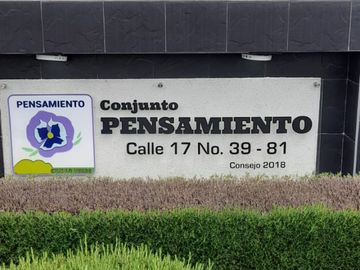 PENSAMIENTO
Conjunto
PENSAMIENTO
Calle 17 No. 39 - 81
Consejo 2018